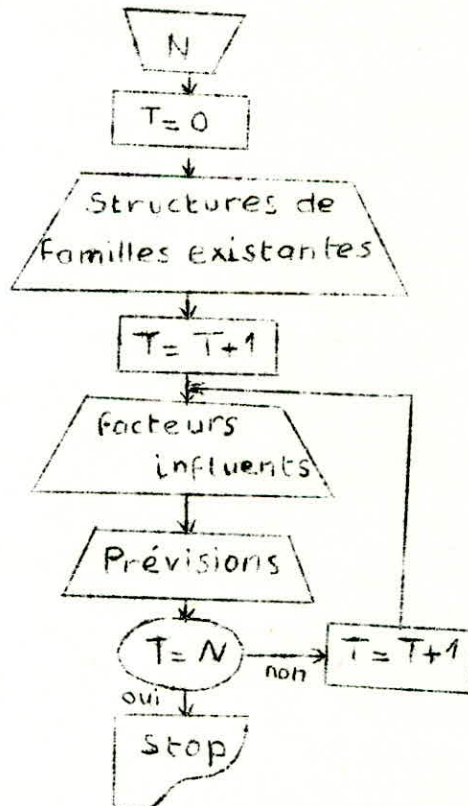 N
T=0
Structures de
familles existantes
T=T+1
facteurs
influents
Prévisions
T=N
non
T=T+1
oui
Stop